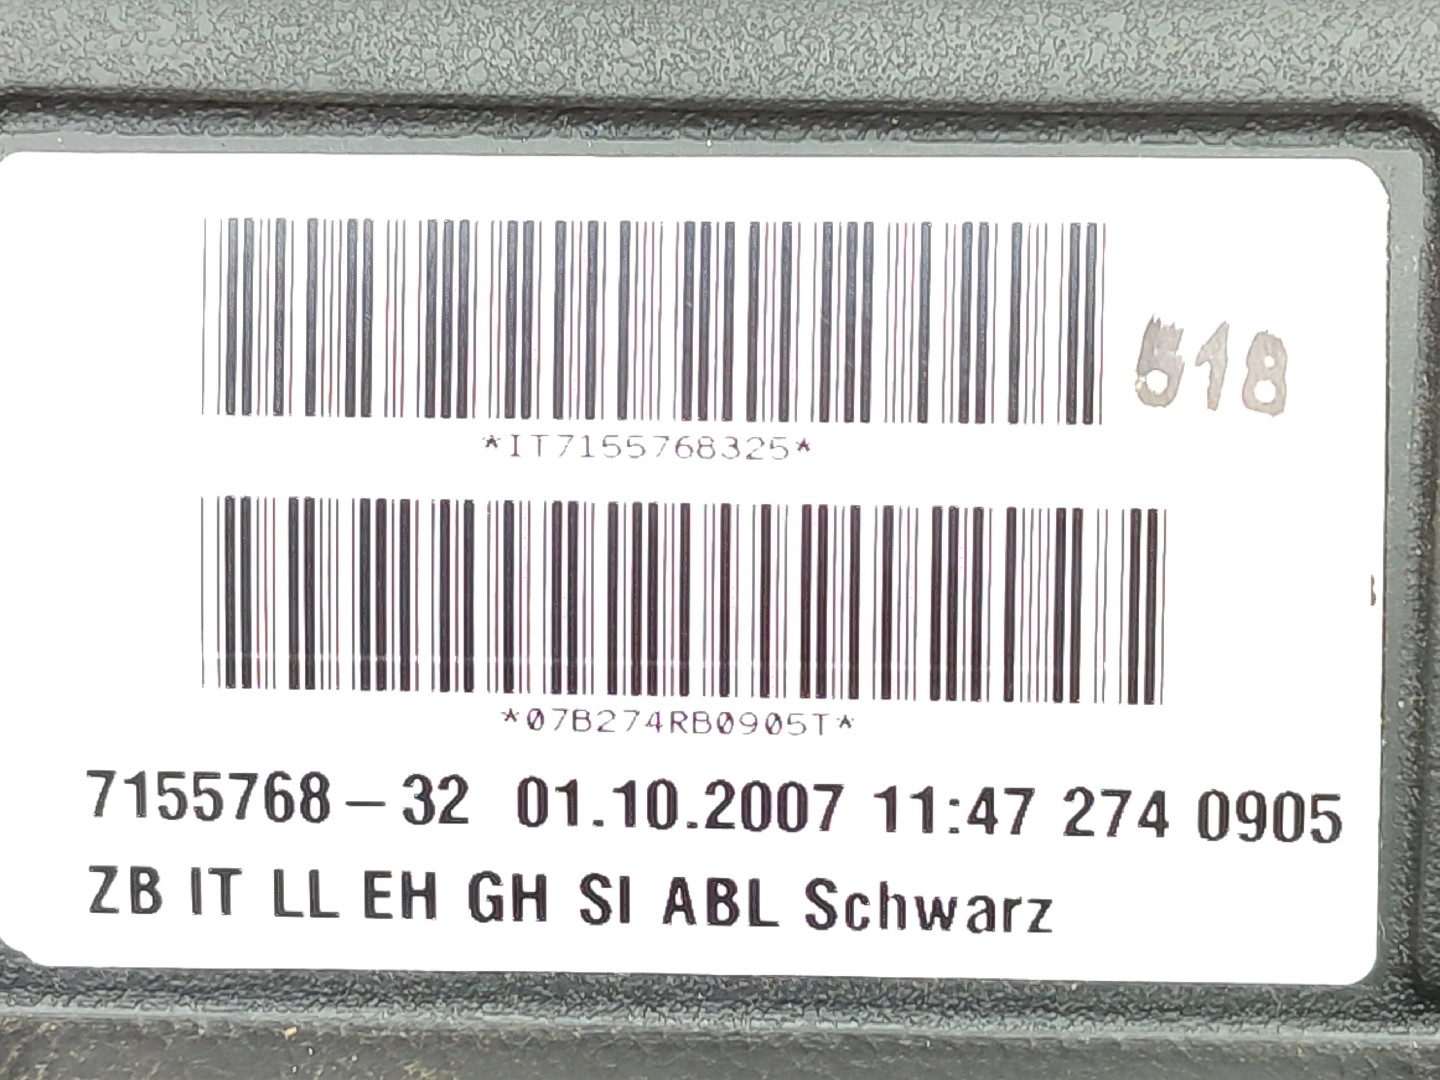 518
*IT7155768325*
*07B274RB0905T*
7155768-32 01.10.2007 11:47 274 0905
ZB IT LL EH GH SI ABL Schwarz